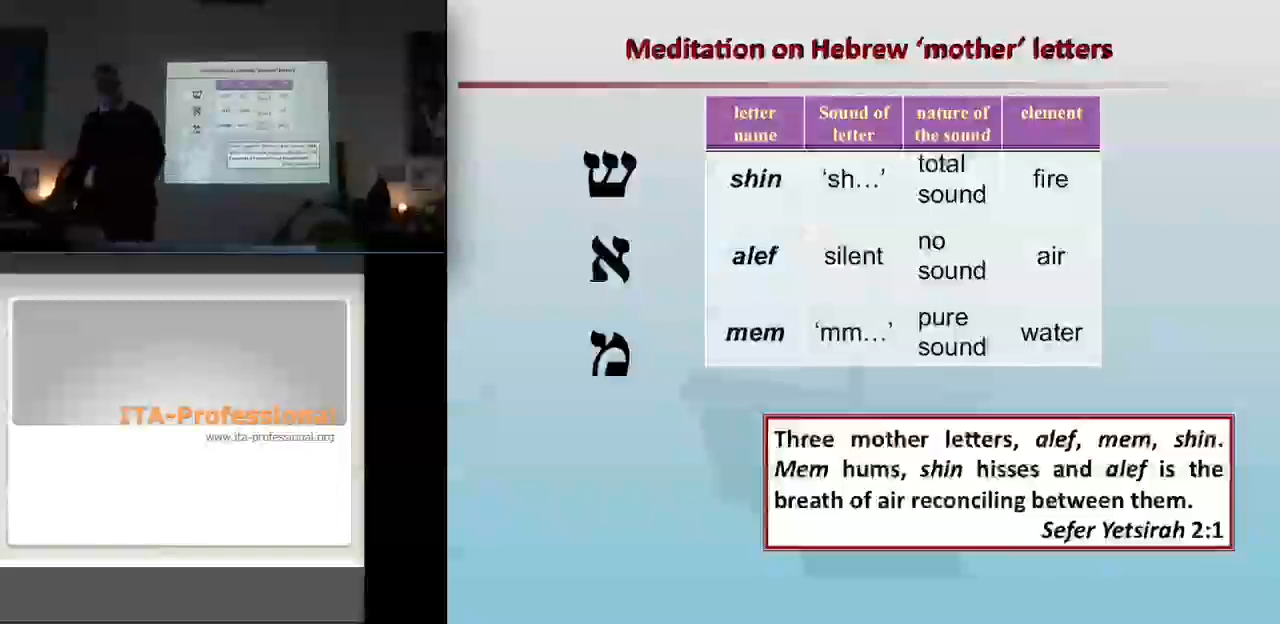 Meditation on Hebrew ‘mother’ letters
letter name
Sound of letter
nature of the sound
element
ש
shin
‘sh...’
total sound
fire
א
alef
silent
no sound
air
מ
mem
‘mm...’
pure sound
water
Three mother letters, alef, mem, shin.
Mem hums, shin hisses and alef is the
breath of air reconciling between them.
Sefer Yetsirah 2:1
ITA-Professional
www.ita-professional.org